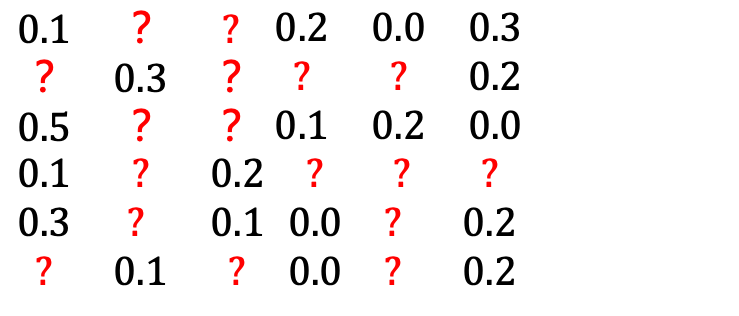 0.1 ? ? 0.2 0.0 0.3
? 0.3 ? ? ? 0.2
0.5 ? ? 0.1 0.2 0.0
0.1 ? 0.2 ? ? ?
0.3 ? 0.1 0.0 ? 0.2
? 0.1 ? 0.0 ? 0.2